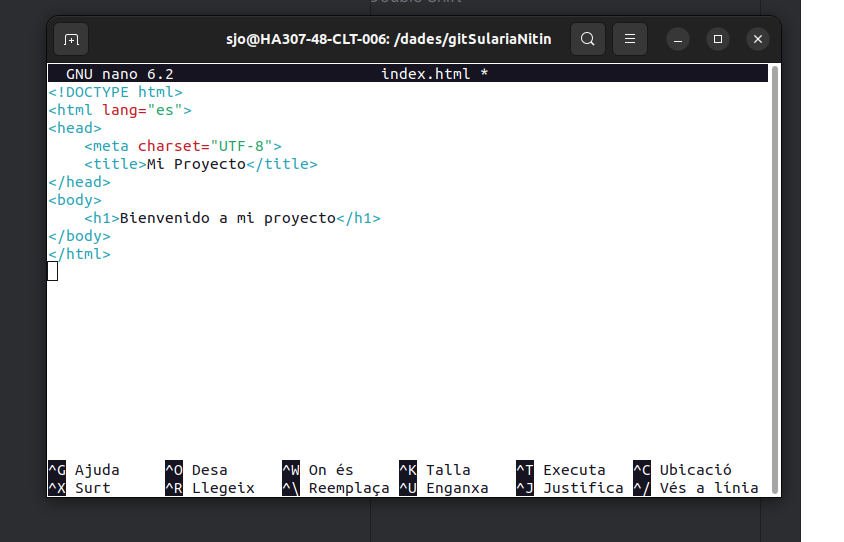 Double Shift
sjo@HA307-48-CLT-006: /dades/gitSulariaNitin
GNU nano 6.2 index.html *
<!DOCTYPE html>
<html lang="es">
<head>
    <meta charset="UTF-8">
    <title>Mi Proyecto</title>
</head>
<body>
    <h1>Bienvenido a mi proyecto</h1>
</body>
</html>
^G Ajuda ^O Desa ^W On és ^K Talla ^T Executa ^C Ubicació
^X Surt ^R Llegeix ^\ Reemplaça ^U Enganxa ^J Justifica ^/ Vés a línia